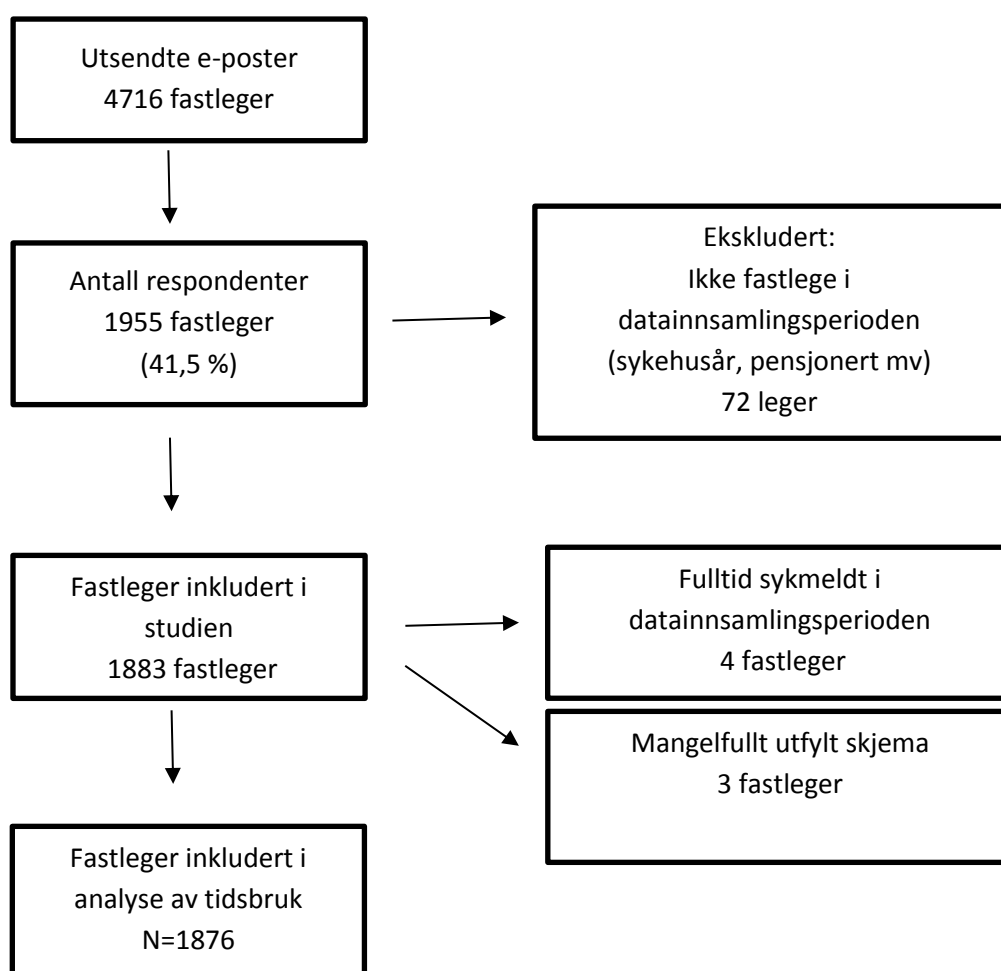 Utsendte e-poster
4716 fastleger
Antall respondenter
1955 fastleger
(41,5 %)
Ekskludert:
Ikke fastlege i
datainnsamlingsperioden
(sykehusår, pensjonert mv)
72 leger
Fastleger inkludert i
studien
1883 fastleger
Fulltid sykmeldt i
datainnsamlingsperioden
4 fastleger
Mangelfullt utfylt skjema
3 fastleger
Fastleger inkludert i
analyse av tidsbruk
N=1876